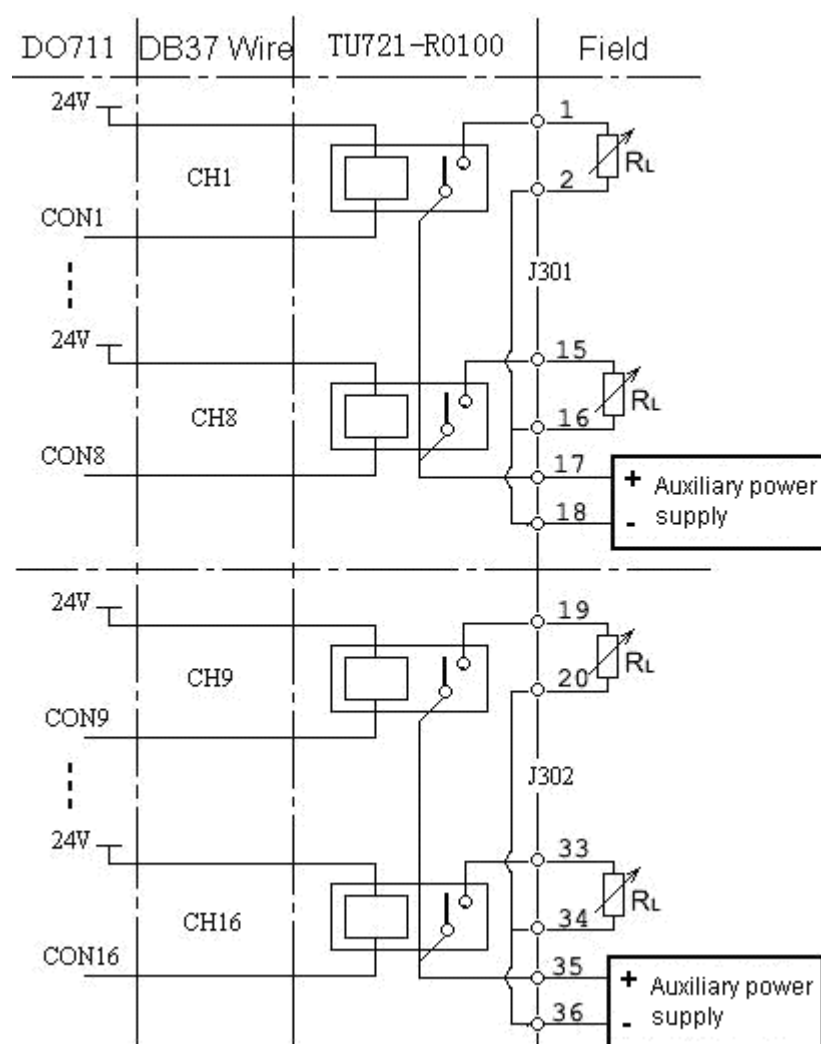 DO711 DB37 Wire TU721-R0100 Field
24V
1
CH1
RL
2
CON1
J301
24V
15
RL
CH8
16
CON8
17
+ Auxiliary power
18
- supply
24V
19
CH9
RL
20
CON9
J302
24V
33
RL
CH16
34
CON16
35
+ Auxiliary power
36
- supply